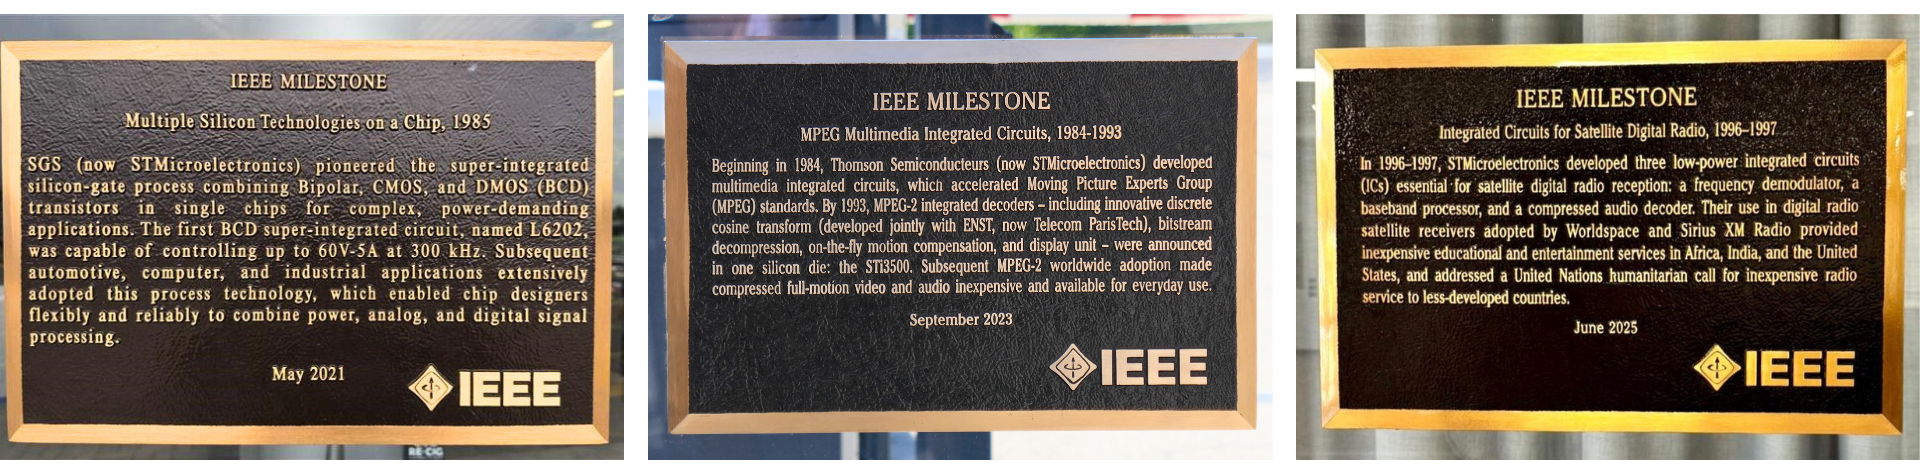 IEEE MILESTONE
Multiple Silicon Technologies on a Chip, 1985
SGS (now STMicroelectronics) pioneered the super-integrated
silicon-gate process combining Bipolar, CMOS, and DMOS (BCD)
transistors in single chips for complex, power-demanding
applications. The first BCD super-integrated circuit, named L6202,
was capable of controlling up to 60V-5A at 300 kHz. Subsequent
automotive, computer, and industrial applications extensively
adopted this process technology, which enabled chip designers
flexibly and reliably to combine power, analog, and digital signal
processing.
May 2021
IEEE
RE-CIG
IEEE MILESTONE
MPEG Multimedia Integrated Circuits, 1984-1993
Beginning in 1984, Thomson Semiconducteurs (now STMicroelectronics) developed
multimedia integrated circuits, which accelerated Moving Picture Experts Group
(MPEG) standards. By 1993, MPEG-2 integrated decoders – including innovative discrete
cosine transform (developed jointly with ENST, now Telecom ParisTech), bitstream
decompression, on-the-fly motion compensation, and display unit – were announced
in one silicon die: the STi3500. Subsequent MPEG-2 worldwide adoption made
compressed full-motion video and audio inexpensive and available for everyday use.
September 2023
IEEE
IEEE MILESTONE
Integrated Circuits for Satellite Digital Radio, 1996–1997
In 1996–1997, STMicroelectronics developed three low-power integrated circuits
(ICs) essential for satellite digital radio reception: a frequency demodulator, a
baseband processor, and a compressed audio decoder. Their use in digital radio
satellite receivers adopted by Worldspace and Sirius XM Radio provided
inexpensive educational and entertainment services in Africa, India, and the United
States, and addressed a United Nations humanitarian call for inexpensive radio
service to less-developed countries.
June 2025
IEEE